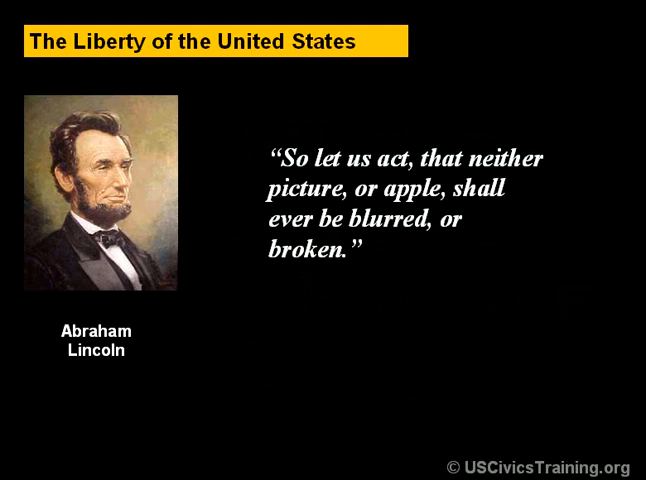 The Liberty of the United States
“So let us act, that neither
picture, or apple, shall
ever be blurred, or
broken.”
Abraham
Lincoln
© USCivicsTraining.org